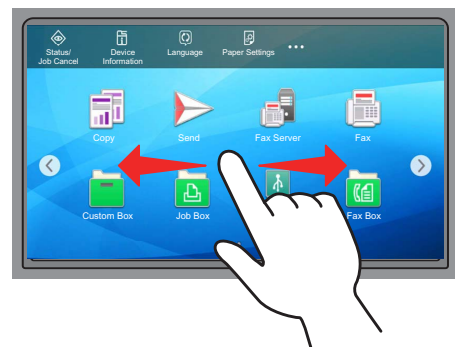 Status/
Job Cancel
Device
Information
Language
Paper Settings
Copy
Send
Fax Server
Fax
Custom Box
Job Box
Fax Box